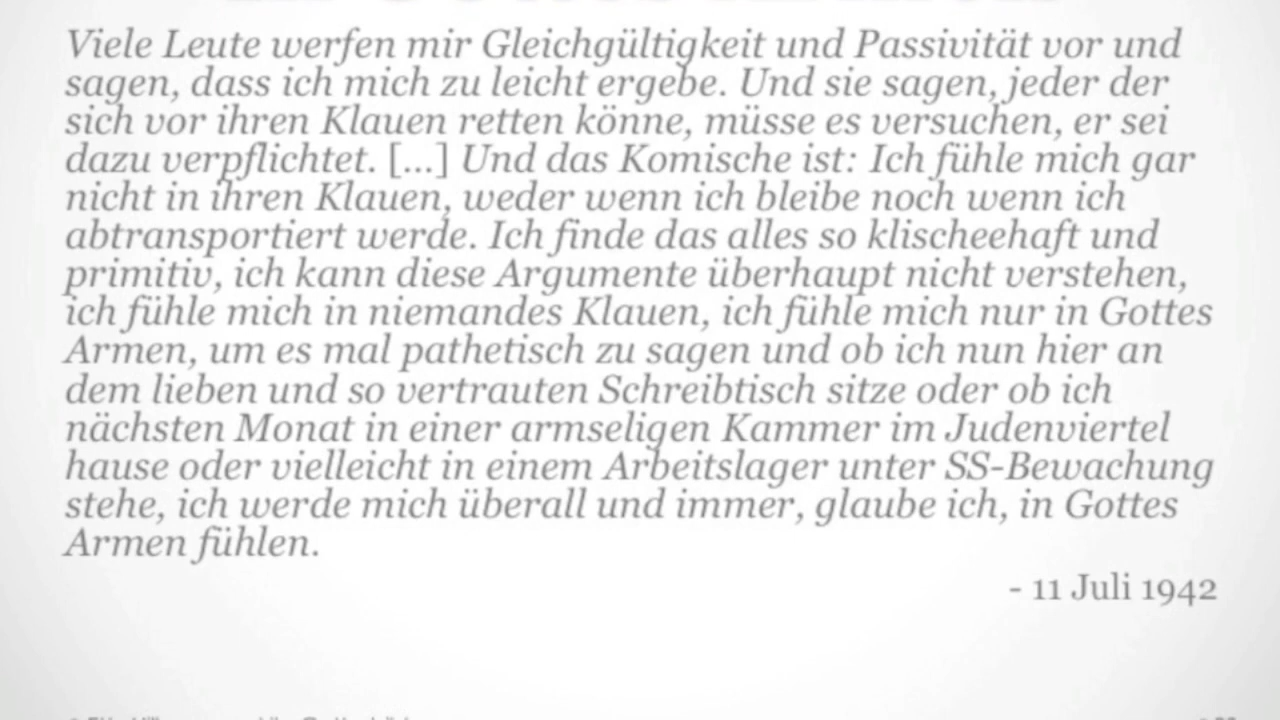 Viele Leute werfen mir Gleichgültigkeit und Passivität vor und
sagen, dass ich mich zu leicht ergebe. Und sie sagen, jeder der
sich vor ihren Klauen retten könne, müsse es versuchen, er sei
dazu verpflichtet. [...] Und das Komische ist: Ich fühle mich gar
nicht in ihren Klauen, weder wenn ich bleibe noch wenn ich
abtransportiert werde. Ich finde das alles so klischeehaft und
primitiv, ich kann diese Argumente überhaupt nicht verstehen,
ich fühle mich in niemandes Klauen, ich fühle mich nur in Gottes
Armen, um es mal pathetisch zu sagen und ob ich nun hier an
dem lieben und so vertrauten Schreibtisch sitze oder ob ich
nächsten Monat in einer armseligen Kammer im Judenviertel
hause oder vielleicht in einem Arbeitslager unter SS-Bewachung
stehe, ich werde mich überall und immer, glaube ich, in Gottes
Armen fühlen.
- 11 Juli 1942